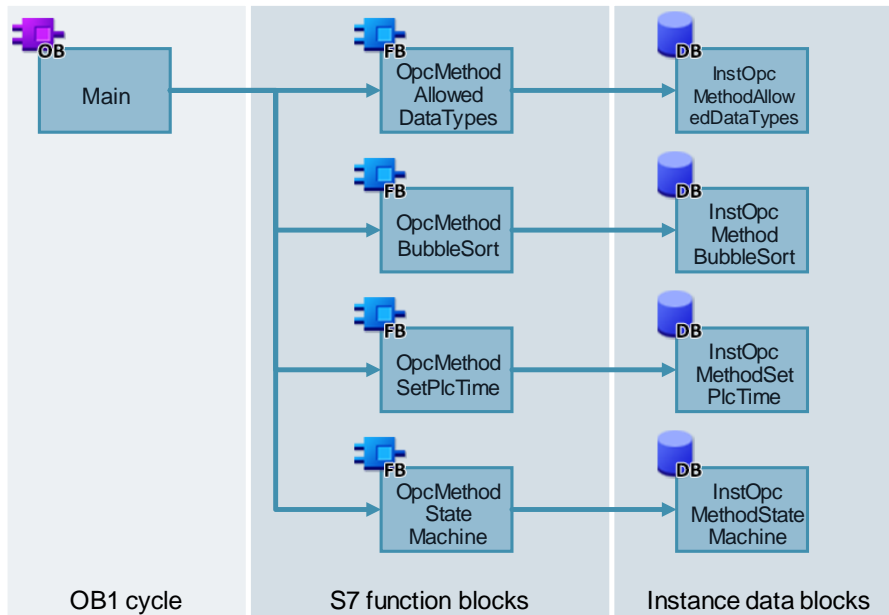 OB
Main
FB
OpcMethod
Allowed
DataTypes
DB
InstOpc
MethodAllow
edDataTypes
FB
OpcMethod
BubbleSort
DB
InstOpc
Method
BubbleSort
FB
OpcMethod
SetPlcTime
DB
InstOpc
MethodSet
PlcTime
FB
OpcMethod
State
Machine
DB
InstOpc
MethodState
Machine
OB1 cycle
S7 function blocks
Instance data blocks